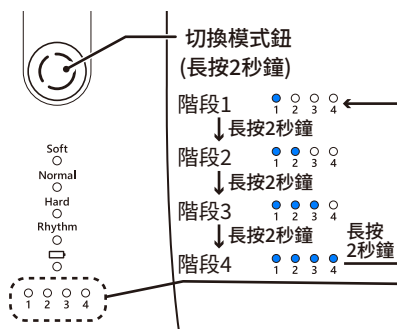 切換模式鈕
(長按2秒鐘)
階段1
1 2 3 4
長按2秒鐘
階段2
1 2 3 4
長按2秒鐘
階段3
1 2 3 4
長按2秒鐘
階段4
1 2 3 4
長按
2秒鐘
Soft
Normal
Hard
Rhythm
1 2 3 4